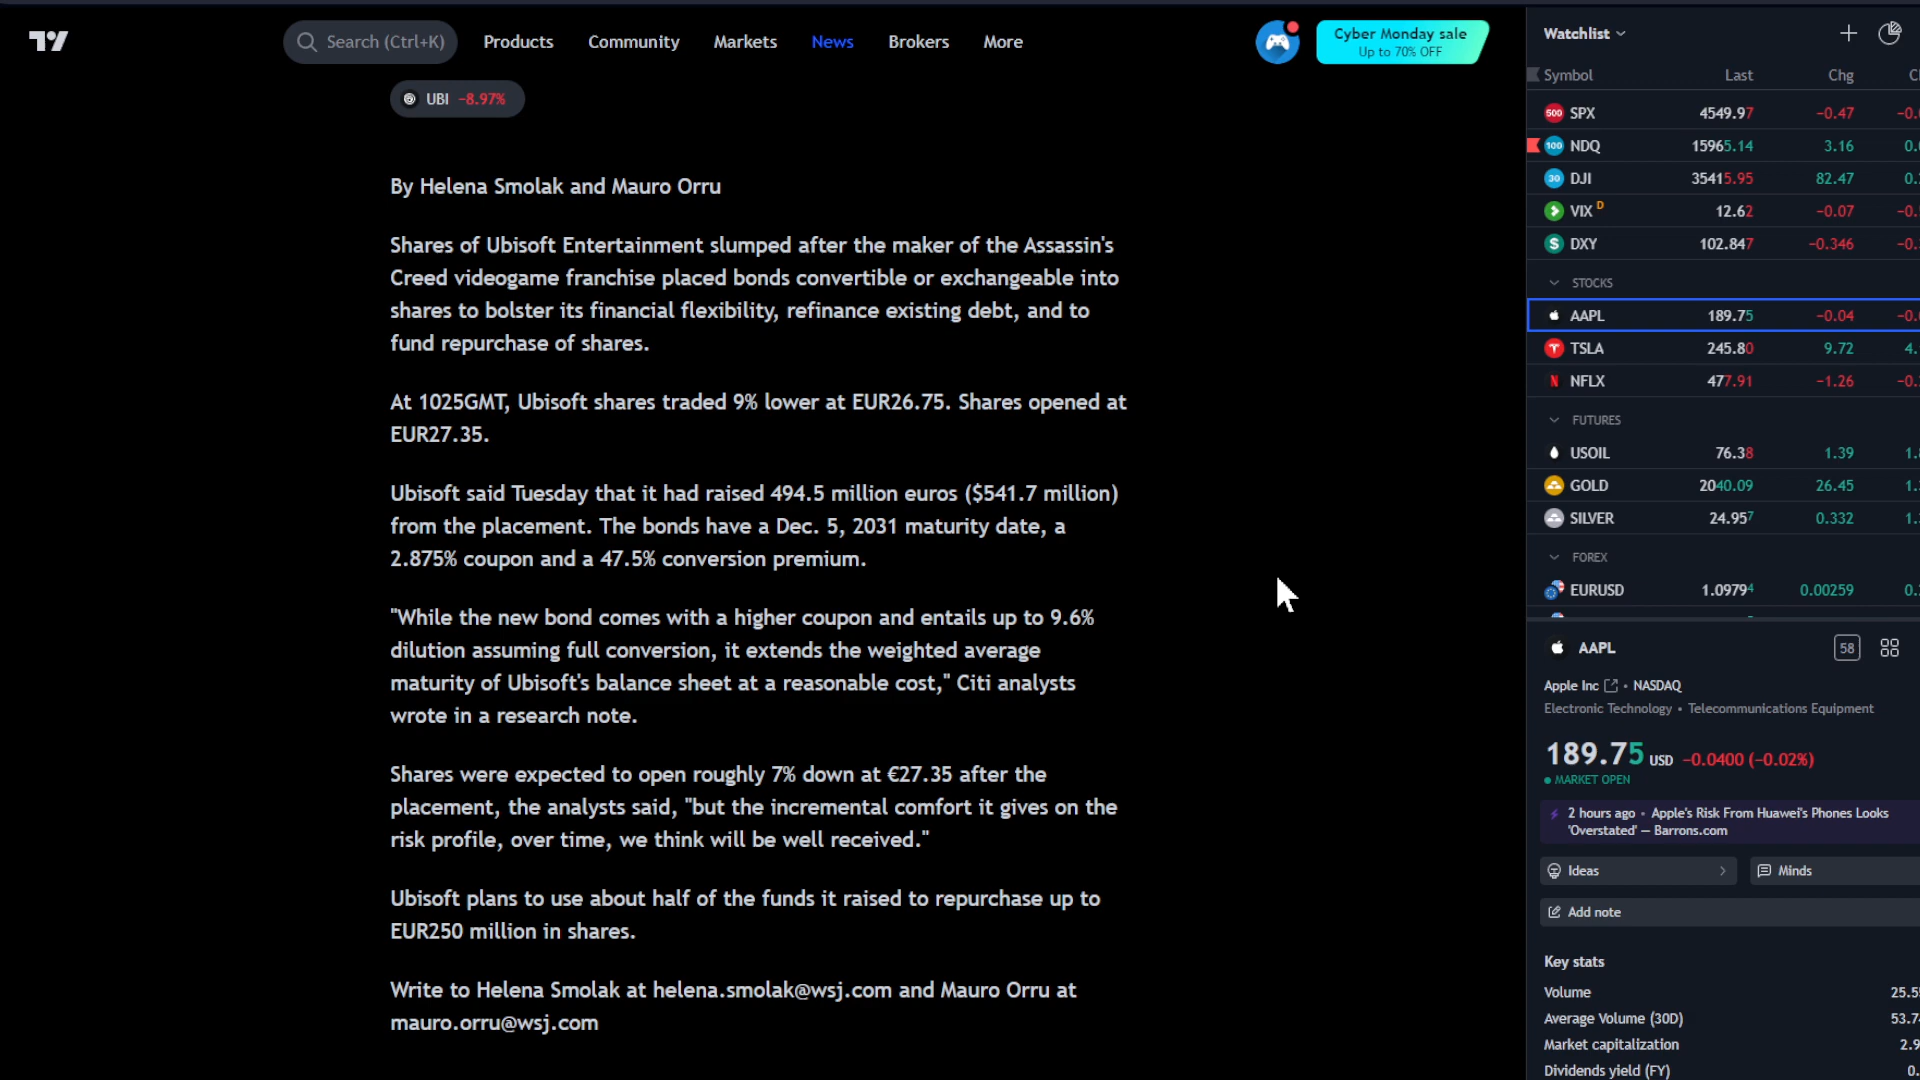 Search (Ctrl+K) Products Community Markets News Brokers More
Cyber Monday sale
Up to 70% OFF
UBI −8.97%
By Helena Smolak and Mauro Orru
Shares of Ubisoft Entertainment slumped after the maker of the Assassin's
Creed videogame franchise placed bonds convertible or exchangeable into
shares to bolster its financial flexibility, refinance existing debt, and to
fund repurchase of shares.
At 1025GMT, Ubisoft shares traded 9% lower at EUR26.75. Shares opened at
EUR27.35.
Ubisoft said Tuesday that it had raised 494.5 million euros ($541.7 million)
from the placement. The bonds have a Dec. 5, 2031 maturity date, a
2.875% coupon and a 47.5% conversion premium.
"While the new bond comes with a higher coupon and entails up to 9.6%
dilution assuming full conversion, it extends the weighted average
maturity of Ubisoft's balance sheet at a reasonable cost," Citi analysts
wrote in a research note.
Shares were expected to open roughly 7% down at €27.35 after the
placement, the analysts said, "but the incremental comfort it gives on the
risk profile, over time, we think will be well received."
Ubisoft plans to use about half of the funds it raised to repurchase up to
EUR250 million in shares.
Write to Helena Smolak at helena.smolak@wsj.com and Mauro Orru at
mauro.orru@wsj.com
Watchlist
Symbol Last Chg
500 SPX 4549.97 −0.47
100 NDQ 15965.14 3.16
30 DJI 35415.95 82.47
VIX D 12.62 −0.07
$ DXY 102.847 −0.346
STOCKS
AAPL 189.75 −0.04
TSLA 245.80 9.72
NFLX 477.91 −1.26
FUTURES
USOIL 76.38 1.39
GOLD 2040.09 26.45
SILVER 24.957 0.332
FOREX
EURUSD 1.09794 0.00259
AAPL 58
Apple Inc • NASDAQ
Electronic Technology • Telecommunications Equipment
189.75 USD −0.0400 (−0.02%)
MARKET OPEN
2 hours ago • Apple's Risk From Huawei's Phones Looks
'Overstated' — Barrons.com
Ideas Minds
Add note
Key stats
Volume
Average Volume (30D)
Market capitalization
Dividends yield (FY)